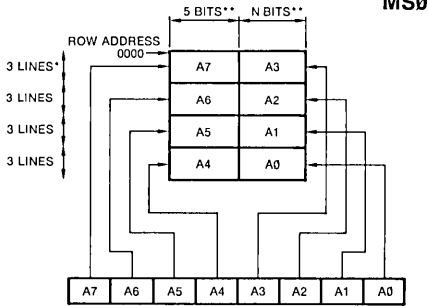 MSØ
5 BITS** N BITS**
ROW ADDRESS
0000
3 LINES* A7 A3
3 LINES A6 A2
3 LINES A5 A1
3 LINES A4 AØ
A7 A6 A5 A4 A3 A2 A1 AØ